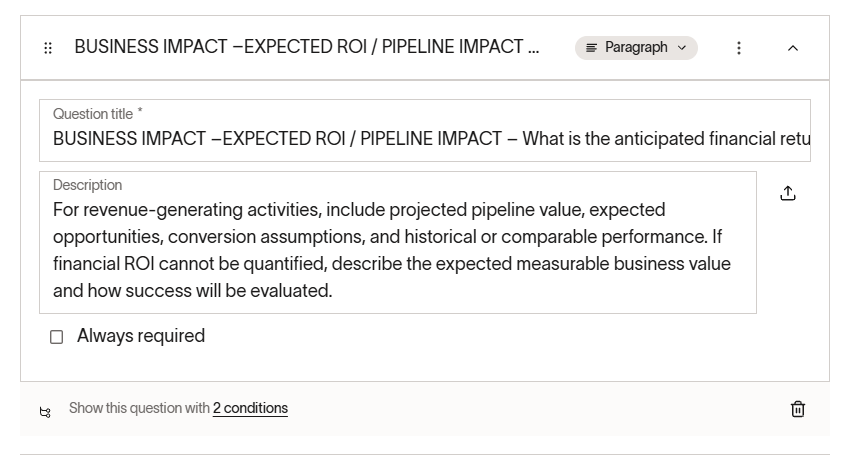 BUSINESS IMPACT –EXPECTED ROI / PIPELINE IMPACT ...
Paragraph
Question title *
BUSINESS IMPACT –EXPECTED ROI / PIPELINE IMPACT – What is the anticipated financial retu
Description
For revenue-generating activities, include projected pipeline value, expected
opportunities, conversion assumptions, and historical or comparable performance. If
financial ROI cannot be quantified, describe the expected measurable business value
and how success will be evaluated.
Always required
Show this question with 2 conditions